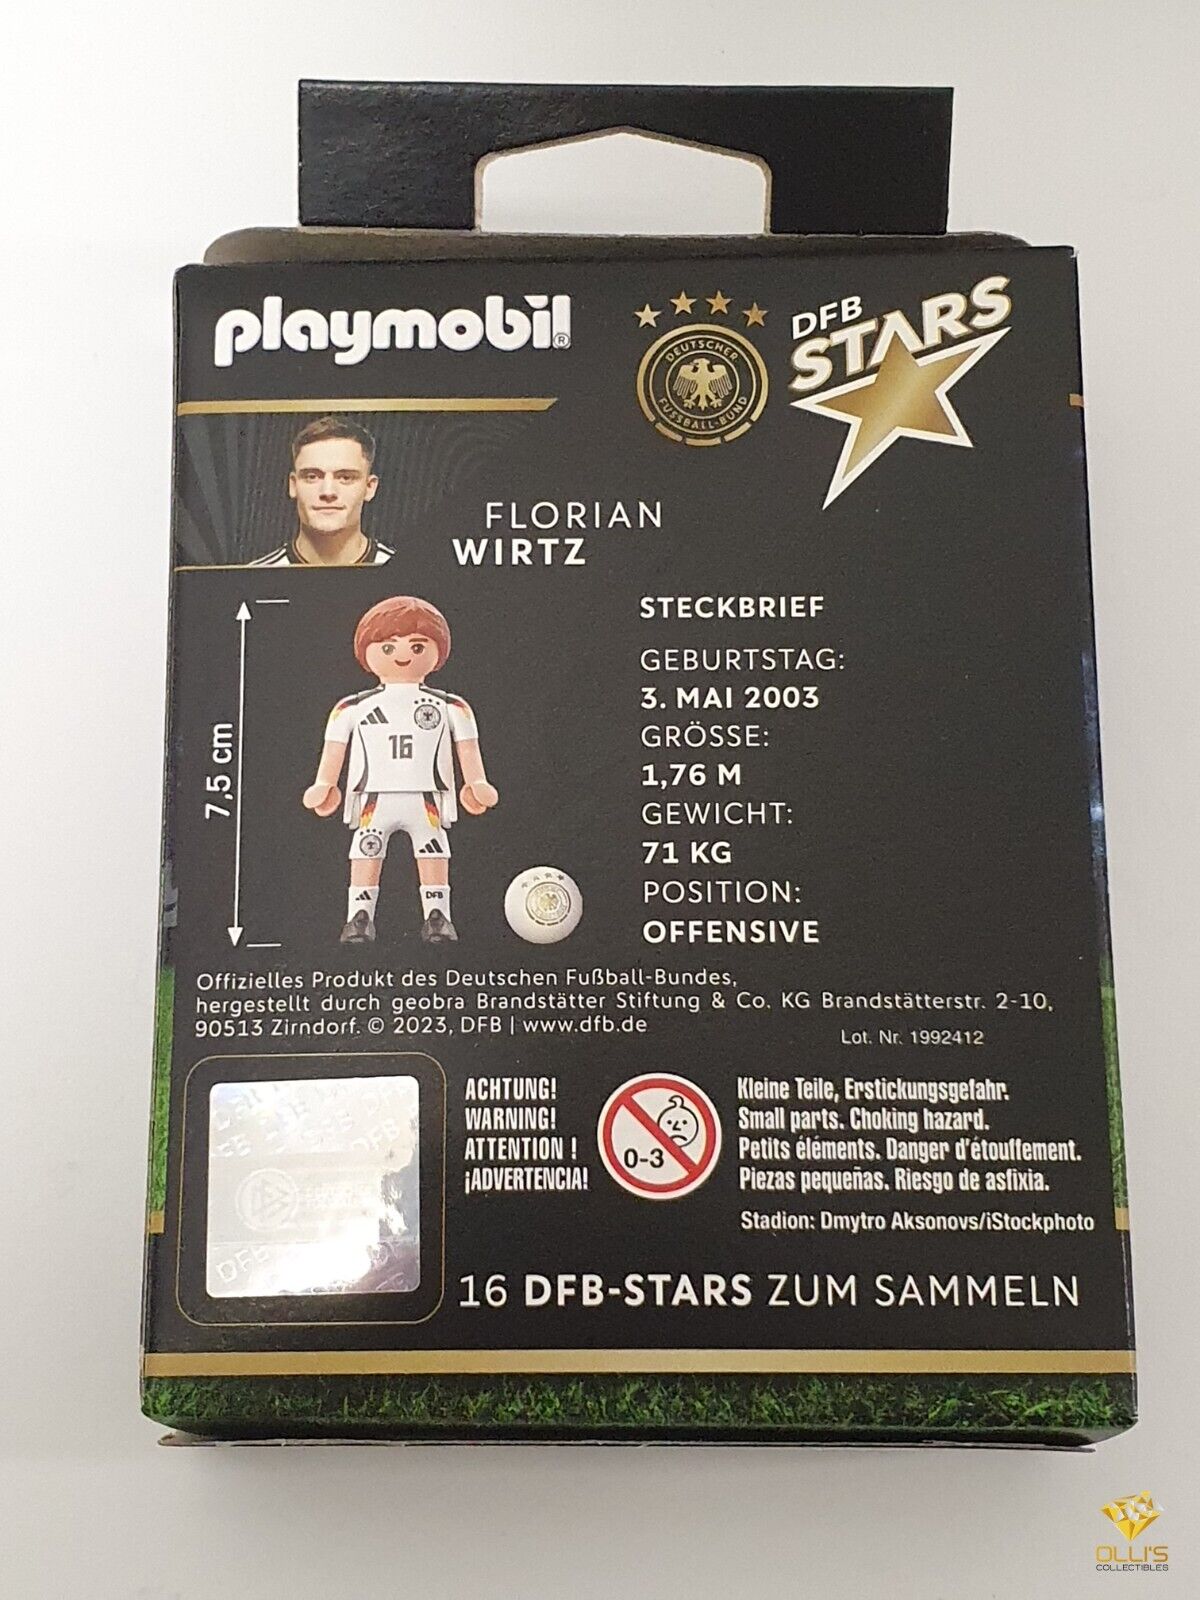 playmobil®
DEUTSCHER
FUSSBALL-BUND
DFB
STARS
FLORIAN
WIRTZ
7,5 cm
16
DFB
STECKBRIEF
GEBURTSTAG:
3. MAI 2003
GRÖSSE:
1,76 M
GEWICHT:
71 KG
POSITION:
OFFENSIVE
Offizielles Produkt des Deutschen Fußball-Bundes,
hergestellt durch geobra Brandstätter Stiftung & Co. KG Brandstätterstr. 2-10,
90513 Zirndorf. © 2023, DFB | www.dfb.de
Lot. Nr. 1992412
ACHTUNG!
WARNING!
ATTENTION !
¡ADVERTENCIA!
0-3
Kleine Teile, Erstickungsgefahr.
Small parts. Choking hazard.
Petits éléments. Danger d'étouffement.
Piezas pequeñas. Riesgo de asfixia.
Stadion: Dmytro Aksonovs/iStockphoto
DFB
16 DFB-STARS ZUM SAMMELN
OLLI'S
COLLECTIBLES